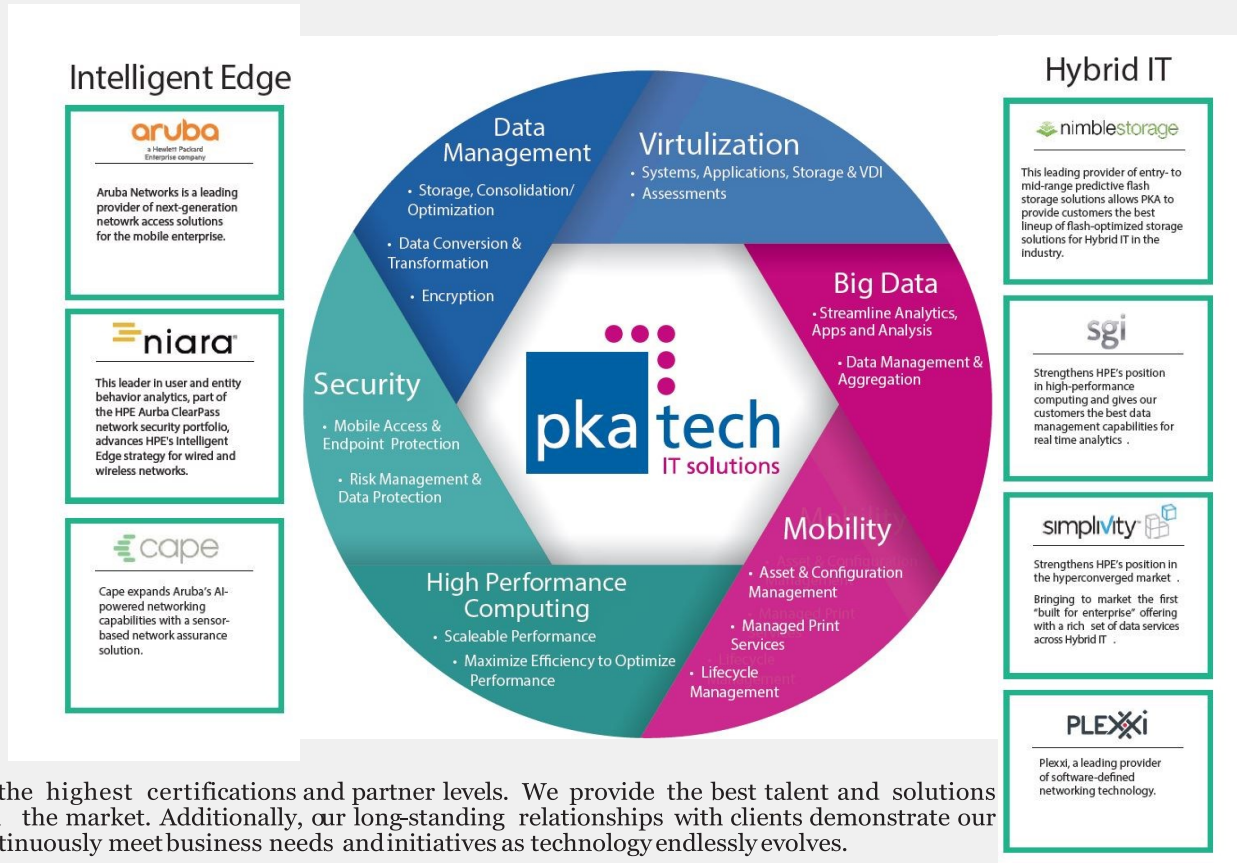 Intelligent Edge
aruba
a Hewlett Packard
Enterprise company
Aruba Networks is a leading
provider of next-generation
netowrk access solutions
for the mobile enterprise.
niara
This leader in user and entity
behavior analytics, part of
the HPE Aurba ClearPass
network security portfolio,
advances HPE's Intelligent
Edge strategy for wired and
wireless networks.
cape
Cape expands Aruba's AI-
powered networking
capabilities with a sensor-
based network assurance
solution.
Data
Management
• Storage, Consolidation/
Optimization
• Data Conversion &
Transformation
• Encryption
Virtulization
• Systems, Applications, Storage & VDI
• Assessments
Big Data
• Streamline Analytics,
Apps and Analysis
• Data Management &
Aggregation
Security
• Mobile Access &
Endpoint Protection
• Risk Management &
Data Protection
pka tech
IT solutions
Mobility
• Asset & Configuration
Management
• Managed Print
Services
• Lifecycle
Management
High Performance
Computing
• Scaleable Performance
• Maximize Efficiency to Optimize
Performance
Hybrid IT
nimblestorage
This leading provider of entry- to
mid-range predictive flash
storage solutions allows PKA to
provide customers the best
lineup of flash-optimized storage
solutions for Hybrid IT in the
industry.
sgi
Strengthens HPE's position
in high-performance
computing and gives our
customers the best data
management capabilities for
real time analytics .
simplivity
Strengthens HPE's position in
the hyperconverged market .
Bringing to market the first
"built for enterprise" offering
with a rich set of data services
across Hybrid IT .
PLEXXi
Plexxi, a leading provider
of software-defined
networking technology.
the highest certifications and partner levels. We provide the best talent and solutions
the market. Additionally, our long-standing relationships with clients demonstrate our
tinuously meet business needs and initiatives as technology endlessly evolves.